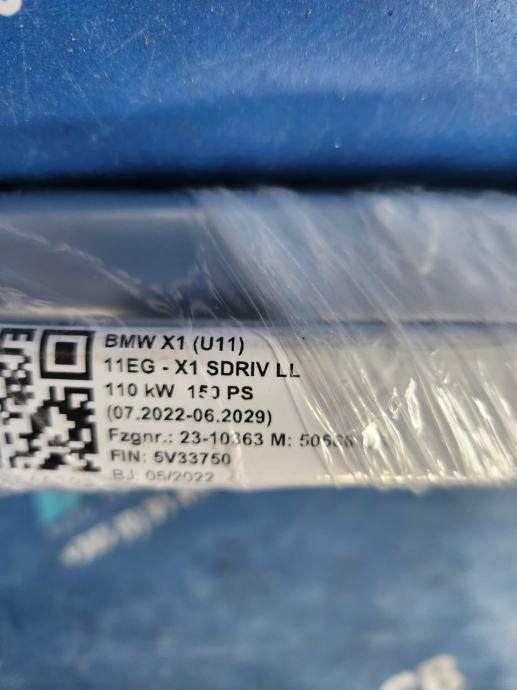 BMW X1 (U11)
11EG - X1 SDRIV LL
110 kW 150 PS
(07.2022-06.2029)
Fzgnr.: 23-10363 M:
FIN: 5V33750
BJ: 05/2022